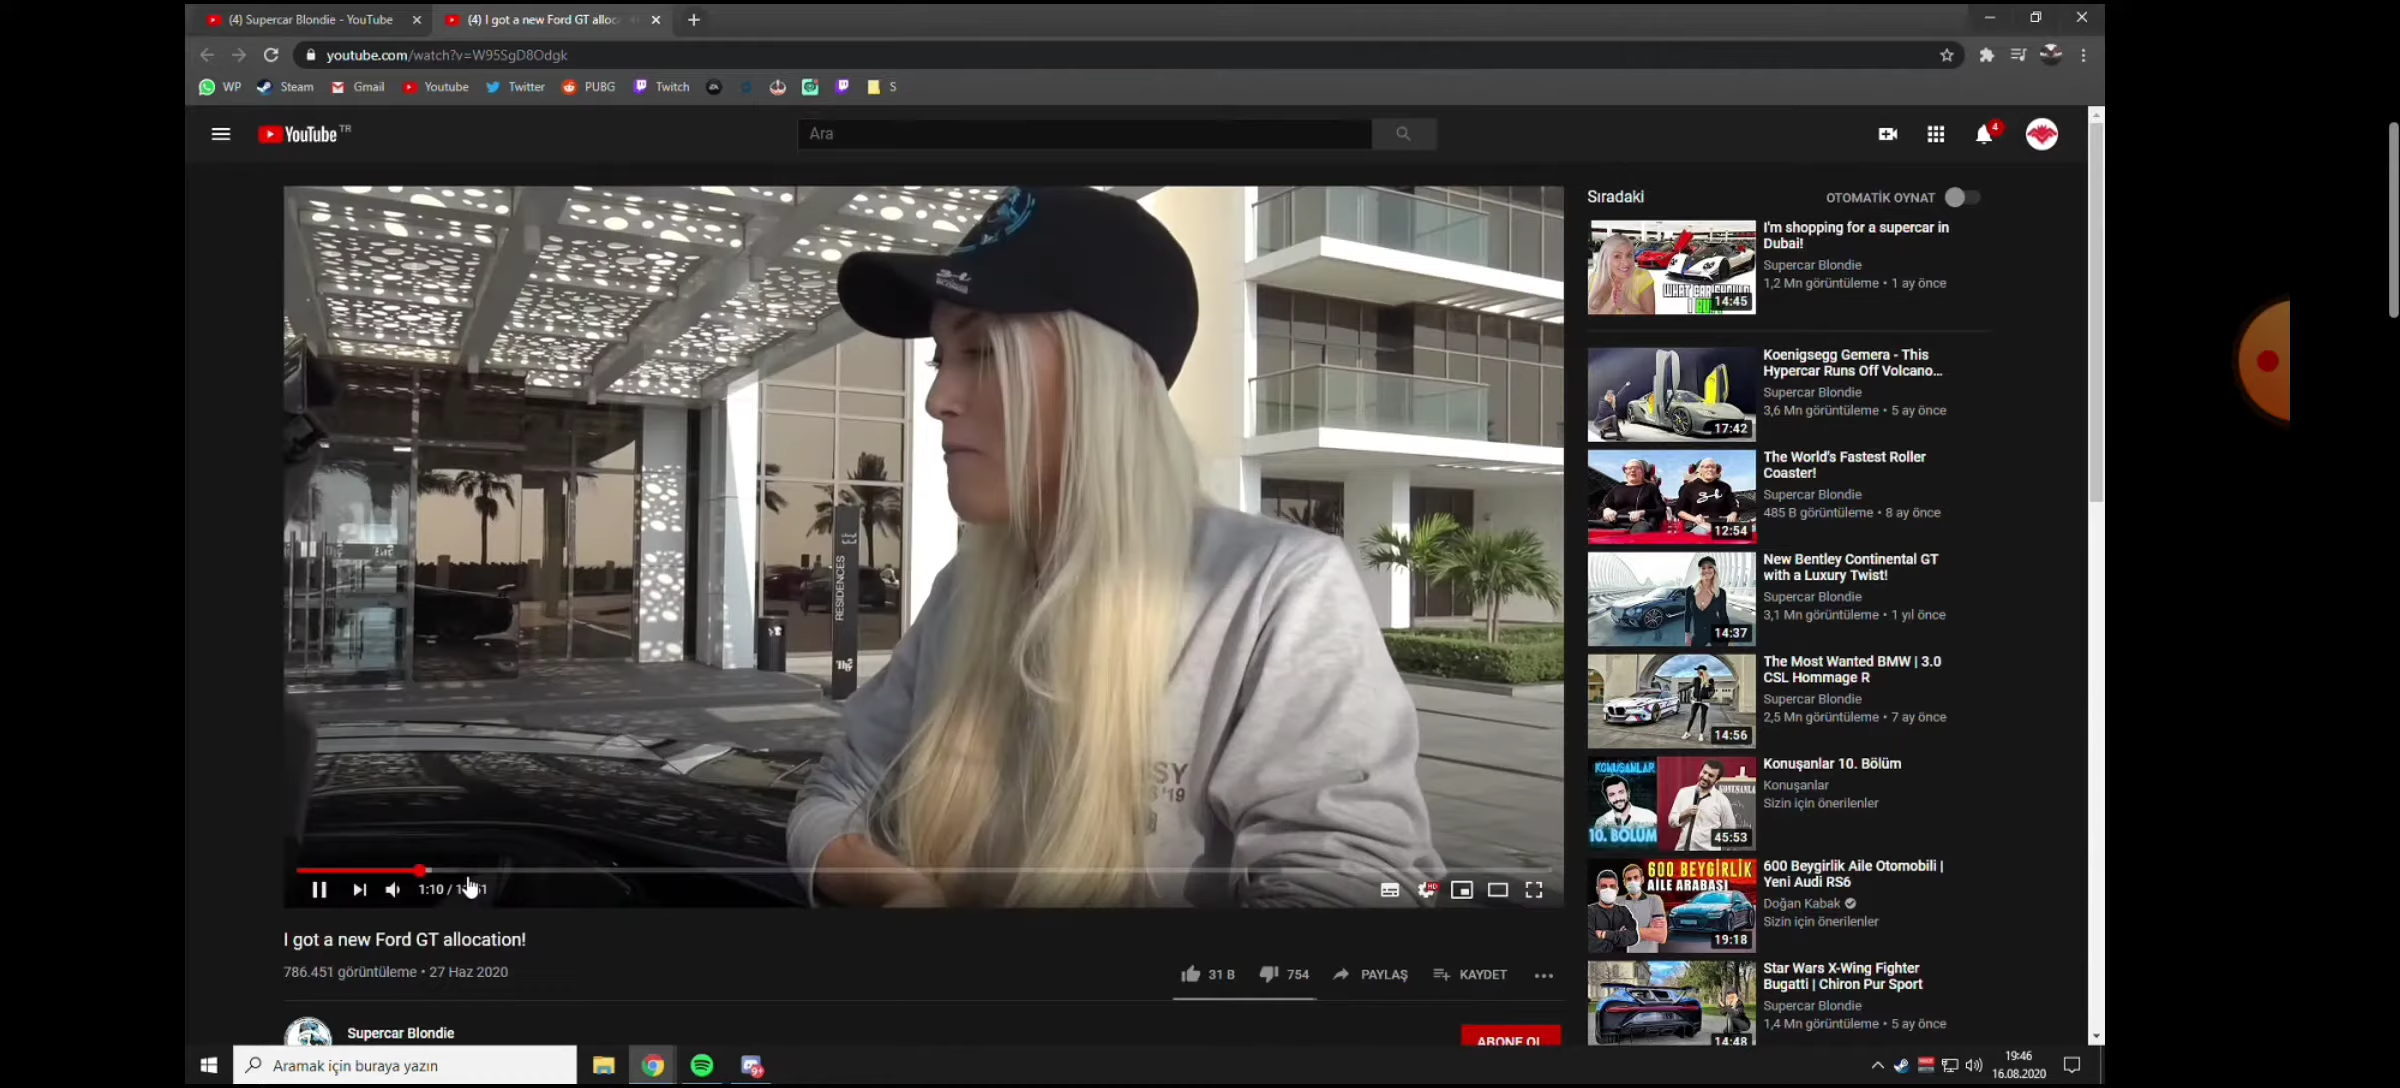 (4) Supercar Blondie - YouTube
(4) I got a new Ford GT alloc
youtube.com/watch?v=W95SgD8Odgk
WP Steam Gmail Youtube Twitter PUBG Twitch S
YouTube TR
Ara
4
RESIDENCES
SY
'19
1:10 /
HD
I got a new Ford GT allocation!
786.451 görüntüleme • 27 Haz 2020
31 B 754 PAYLAŞ KAYDET
Supercar Blondie
ABONE OL
Sıradaki
OTOMATİK OYNAT
I'm shopping for a supercar in
Dubai!
Supercar Blondie
1,2 Mn görüntüleme • 1 ay önce
14:45
Koenigsegg Gemera - This
Hypercar Runs Off Volcano...
Supercar Blondie
3,6 Mn görüntüleme • 5 ay önce
17:42
The World's Fastest Roller
Coaster!
Supercar Blondie
485 B görüntüleme • 8 ay önce
12:54
New Bentley Continental GT
with a Luxury Twist!
Supercar Blondie
3,1 Mn görüntüleme • 1 yıl önce
14:37
The Most Wanted BMW | 3.0
CSL Hommage R
Supercar Blondie
2,5 Mn görüntüleme • 7 ay önce
14:56
KONUŞANLAR
10. BÖLÜM
45:53
Konuşanlar 10. Bölüm
Konuşanlar
Sizin için önerilenler
600 BEYGİRLİK
AİLE ARABASI
19:18
600 Beygirlik Aile Otomobili |
Yeni Audi RS6
Doğan Kabak
Sizin için önerilenler
Star Wars X-Wing Fighter
Bugatti | Chiron Pur Sport
Supercar Blondie
1,4 Mn görüntüleme • 5 ay önce
14:48
Aramak için buraya yazın
9+
19:46
16.08.2020